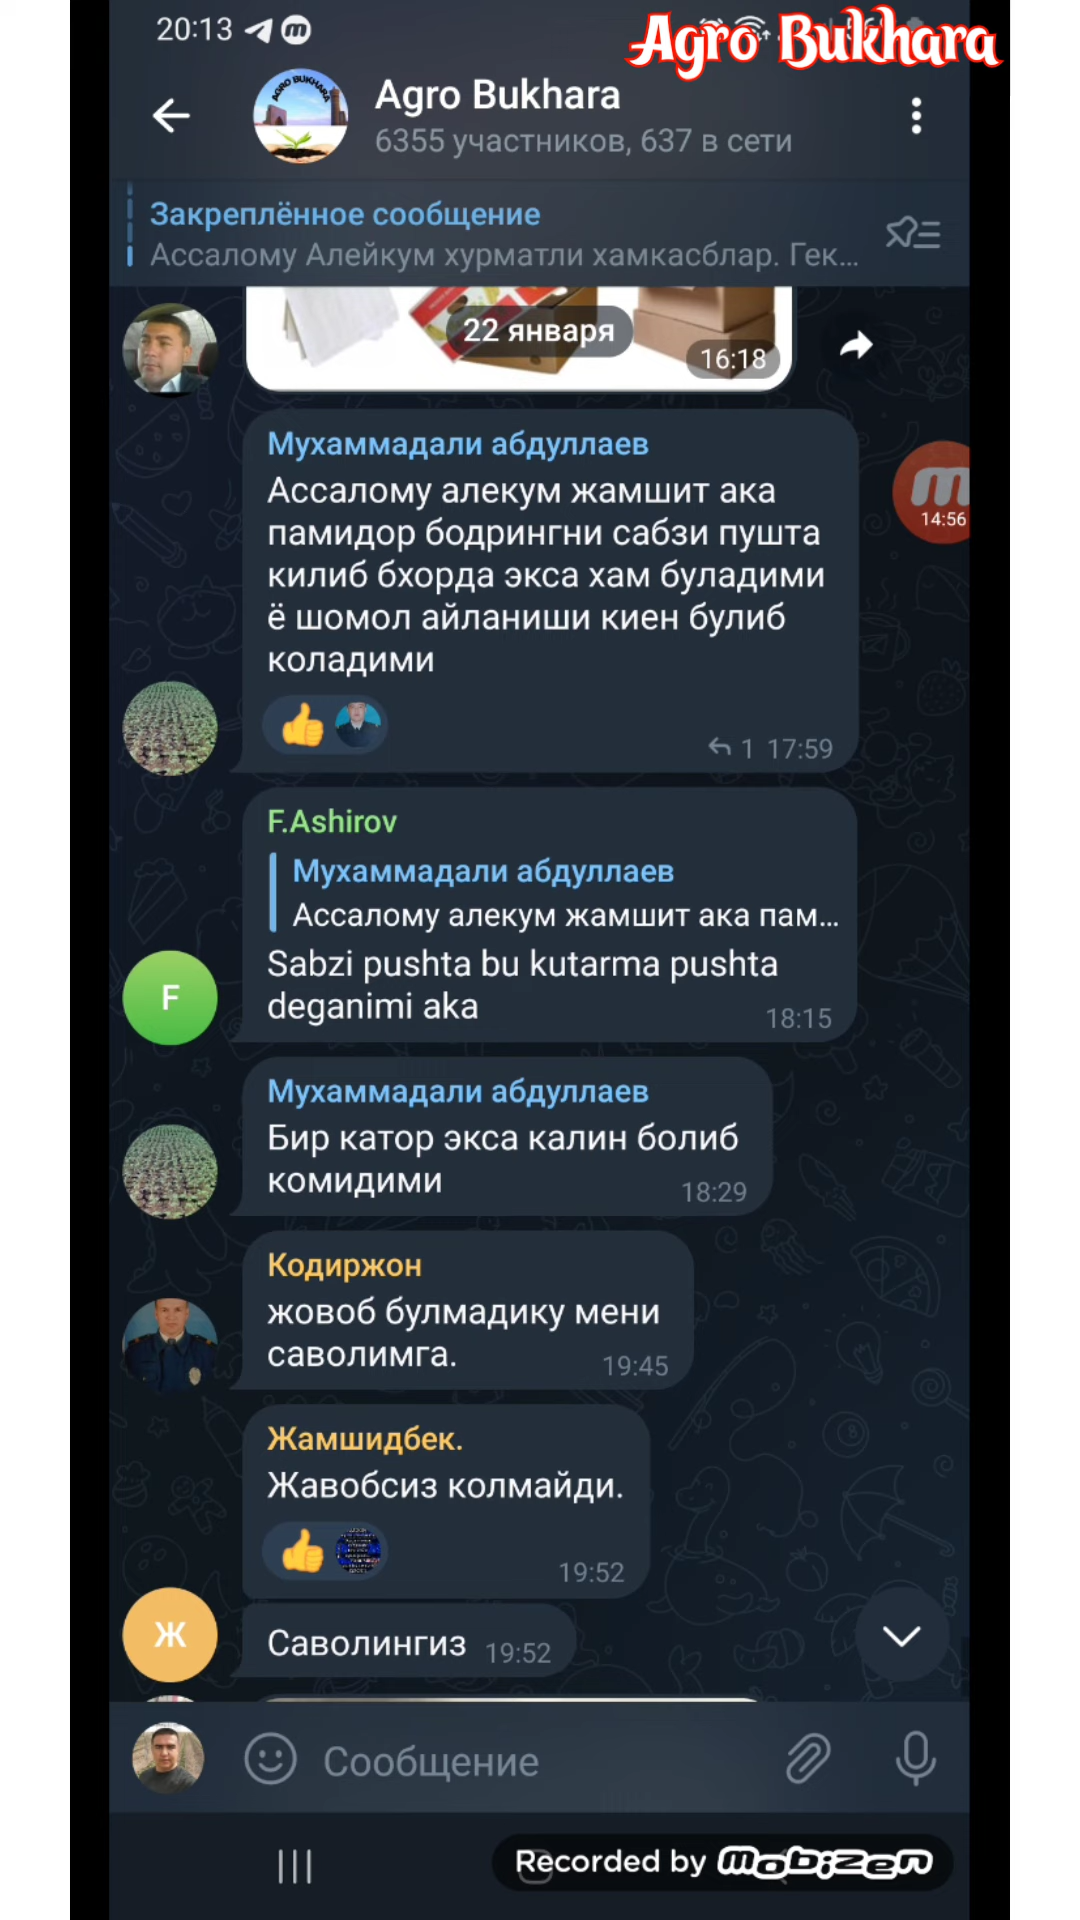 20:13
Agro Bukhara
Agro Bukhara
6355 участников, 637 в сети
Закреплённое сообщение
Ассалому Алейкум хурматли хамкасблар. Гек...
22 января
16:18
Мухаммадали абдуллаев
Ассалому алекум жамшит ака
памидор бодрингни сабзи пушта
килиб бхорда экса хам буладими
ё шомол айланиши киен булиб
коладими
1 17:59
14:56
F.Ashirov
Мухаммадали абдуллаев
Ассалому алекум жамшит ака пам...
Sabzi pushta bu kutarma pushta
deganimi aka
18:15
F
Мухаммадали абдуллаев
Бир катор экса калин болиб
комидими
18:29
Кодиржон
жовоб булмадику мени
саволимга.
19:45
Жамшидбек.
Жавобсиз колмайди.
19:52
Ж
Саволингиз 19:52
Сообщение
Recorded by mobizen